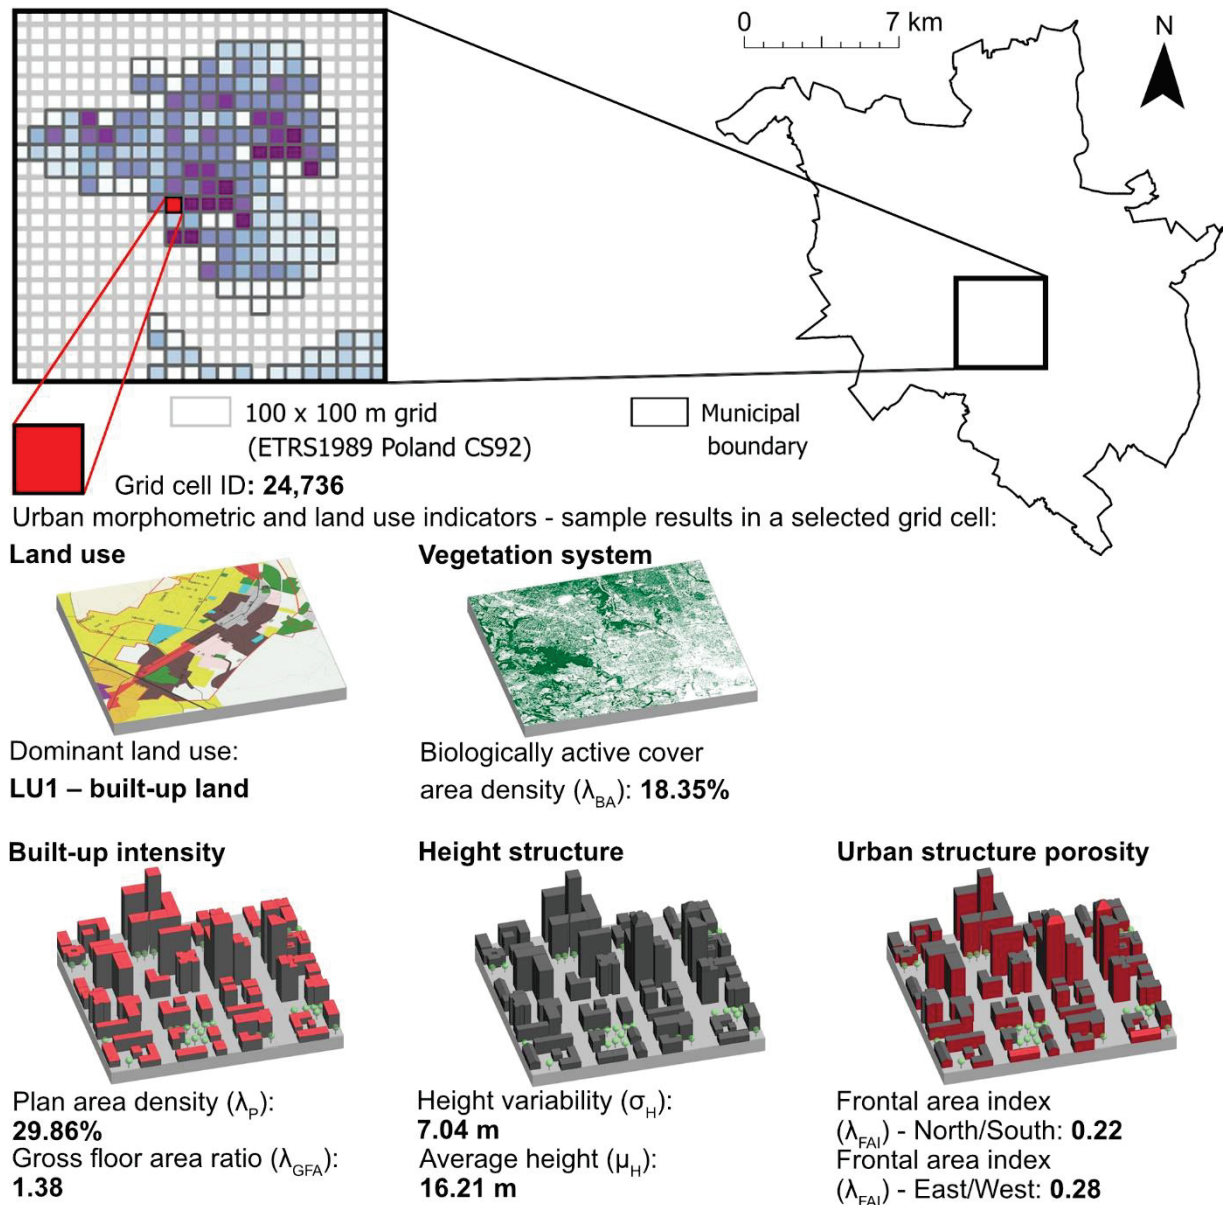 0 7 km
N
100 x 100 m grid
(ETRS1989 Poland CS92)
Municipal
boundary
Grid cell ID: 24,736
Urban morphometric and land use indicators - sample results in a selected grid cell:
Land use
Vegetation system
Dominant land use:
LU1 – built-up land
Biologically active cover
area density (λBA): 18.35%
Built-up intensity
Height structure
Urban structure porosity
Plan area density (λP):
29.86%
Gross floor area ratio (λGFA):
1.38
Height variability (σH):
7.04 m
Average height (μH):
16.21 m
Frontal area index
(λFAI) - North/South: 0.22
Frontal area index
(λFAI) - East/West: 0.28